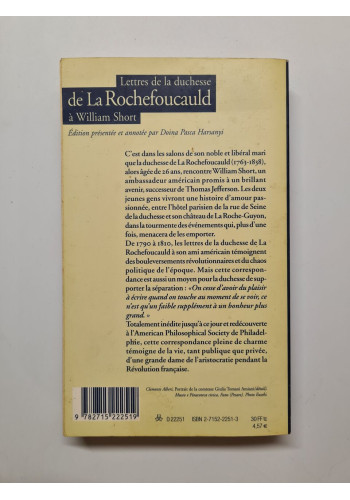 Lettres de la duchesse
de La Rochefoucauld
à William Short
Édition présentée et annotée par Doina Pasca Harsanyi
C'est dans les salons de son noble et libéral mari
que la duchesse de La Rochefoucauld (1763-1838),
alors âgée de 26 ans, rencontre William Short, un
ambassadeur américain promis à un brillant
avenir, successeur de Thomas Jefferson. Les deux
jeunes gens vivront une histoire d'amour pas-
sionnée, entre l'hôtel parisien de la rue de Seine
de la duchesse et son château de La Roche-Guyon,
dans la tourmente des événements qui, plus d'une
fois, menacera de les emporter.
De 1790 à 1810, les lettres de la duchesse de La
Rochefoucauld à son ami américain témoignent
des bouleversements révolutionnaires et du chaos
politique de l'époque. Mais cette correspon-
dance est aussi un moyen pour la duchesse de sup-
porter la séparation : «On cesse d'avoir du plaisir
à écrire quand on touche au moment de se voir, ce
n'est qu'un faible supplément à un bonheur plus
grand. »
Totalement inédite jusqu'à ce jour et redécouverte
à l'American Philosophical Society de Philadel-
phie, cette correspondance pleine de charme
témoigne de la vie, tant publique que privée,
d'une grande dame de l'aristocratie pendant la
Révolution française.
9 782715 222519
D 22251 ISBN 2-7152-2251-3
30 FF ttc
4,57 €